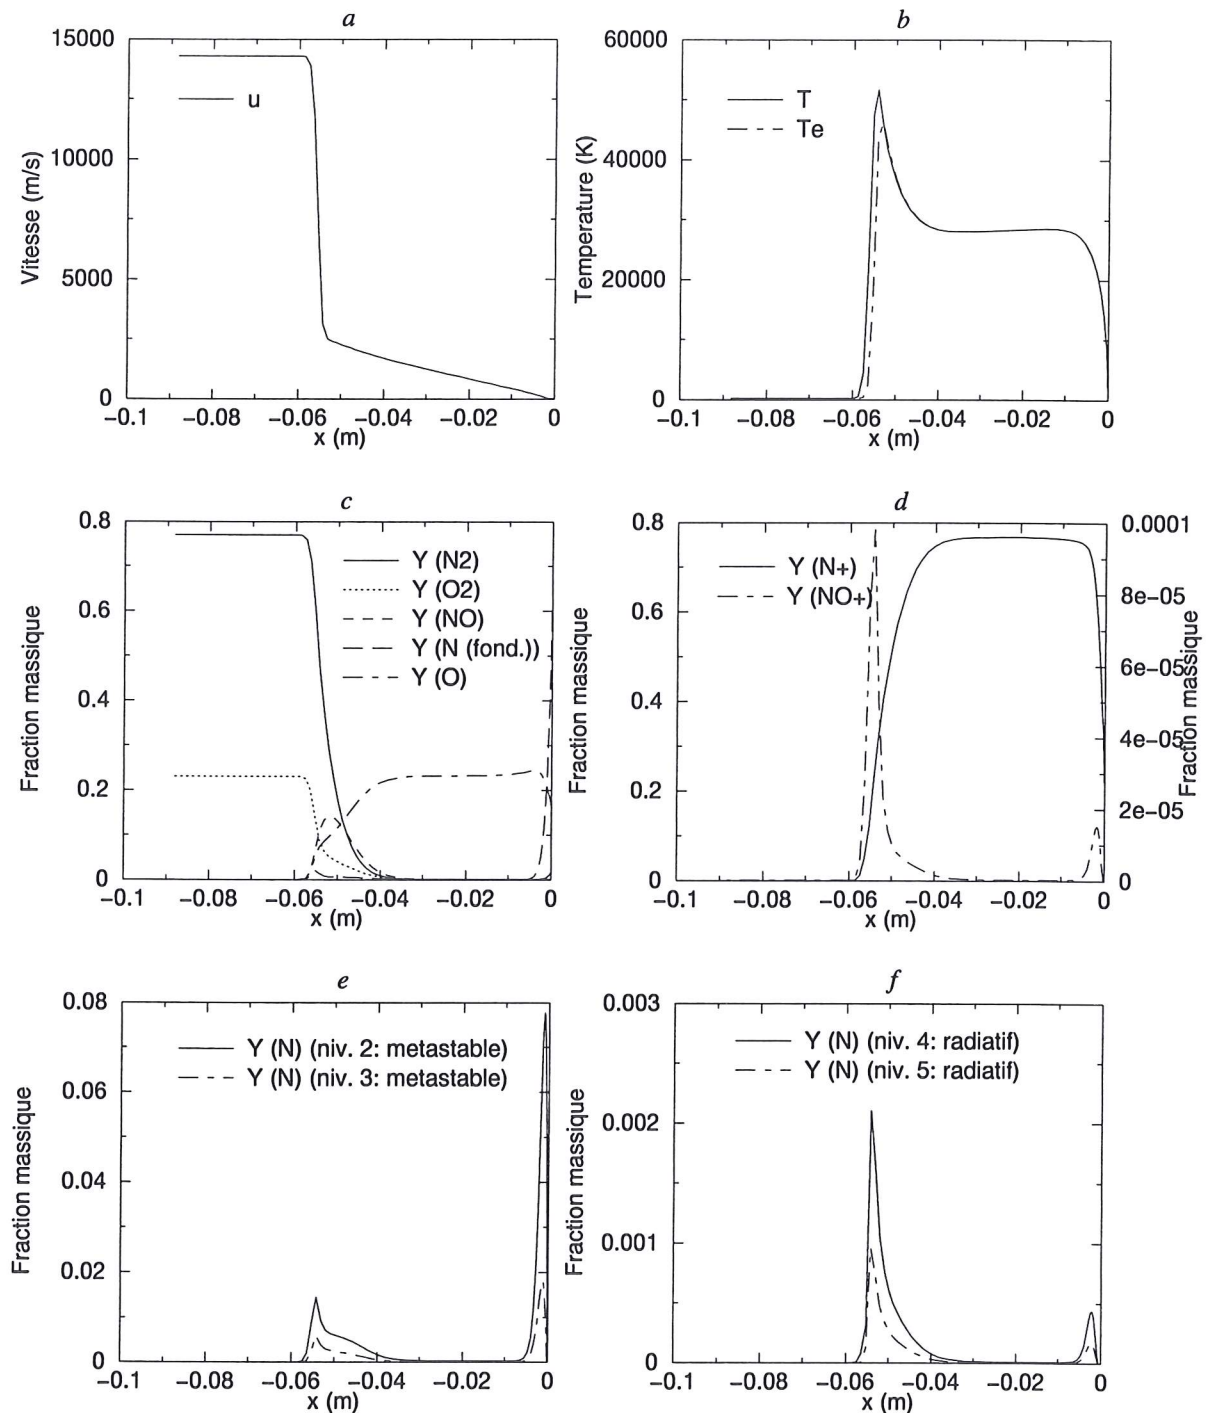 a
15000
10000
5000
0
Vitesse (m/s)
u
−0.1 −0.08 −0.06 −0.04 −0.02 0
x (m)
b
60000
40000
20000
0
Temperature (K)
T
Te
−0.1 −0.08 −0.06 −0.04 −0.02 0
x (m)
c
0.8
0.6
0.4
0.2
0
Fraction massique
Y (N2)
Y (O2)
Y (NO)
Y (N (fond.))
Y (O)
−0.1 −0.08 −0.06 −0.04 −0.02 0
x (m)
d
0.8
0.6
0.4
0.2
0
Fraction massique
Y (N+)
Y (NO+)
0.0001
8e−05
6e−05
4e−05
2e−05
0
Fraction massique
−0.1 −0.08 −0.06 −0.04 −0.02 0
x (m)
e
0.08
0.06
0.04
0.02
0
Fraction massique
Y (N) (niv. 2: metastable)
Y (N) (niv. 3: metastable)
−0.1 −0.08 −0.06 −0.04 −0.02 0
x (m)
f
0.003
0.002
0.001
0
Fraction massique
Y (N) (niv. 4: radiatif)
Y (N) (niv. 5: radiatif)
−0.1 −0.08 −0.06 −0.04 −0.02 0
x (m)